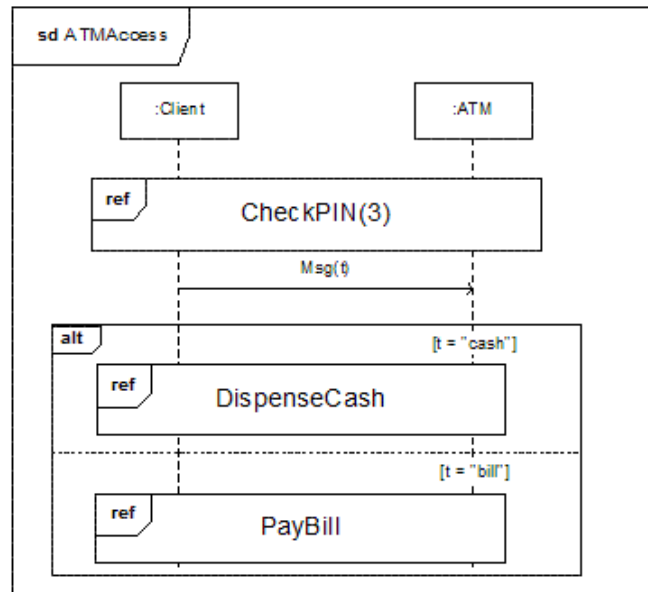 sd ATMAccess
:Client
:ATM
ref
CheckPIN(3)
Msg(t)
alt
[t = "cash"]
ref
DispenseCash
[t = "bill"]
ref
PayBill